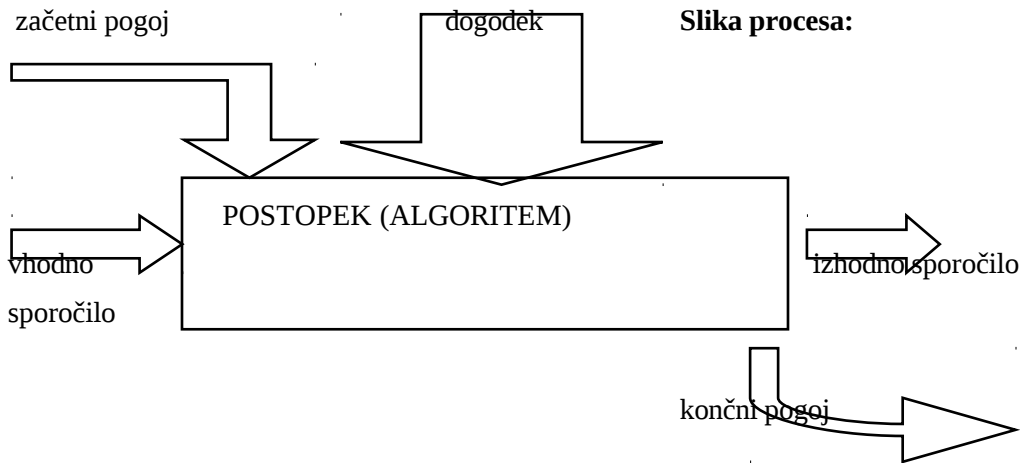 začetni pogoj
dogodek
Slika procesa:
POSTOPEK (ALGORITEM)
vhodno
sporočilo
izhodno sporočilo
končni pogoj